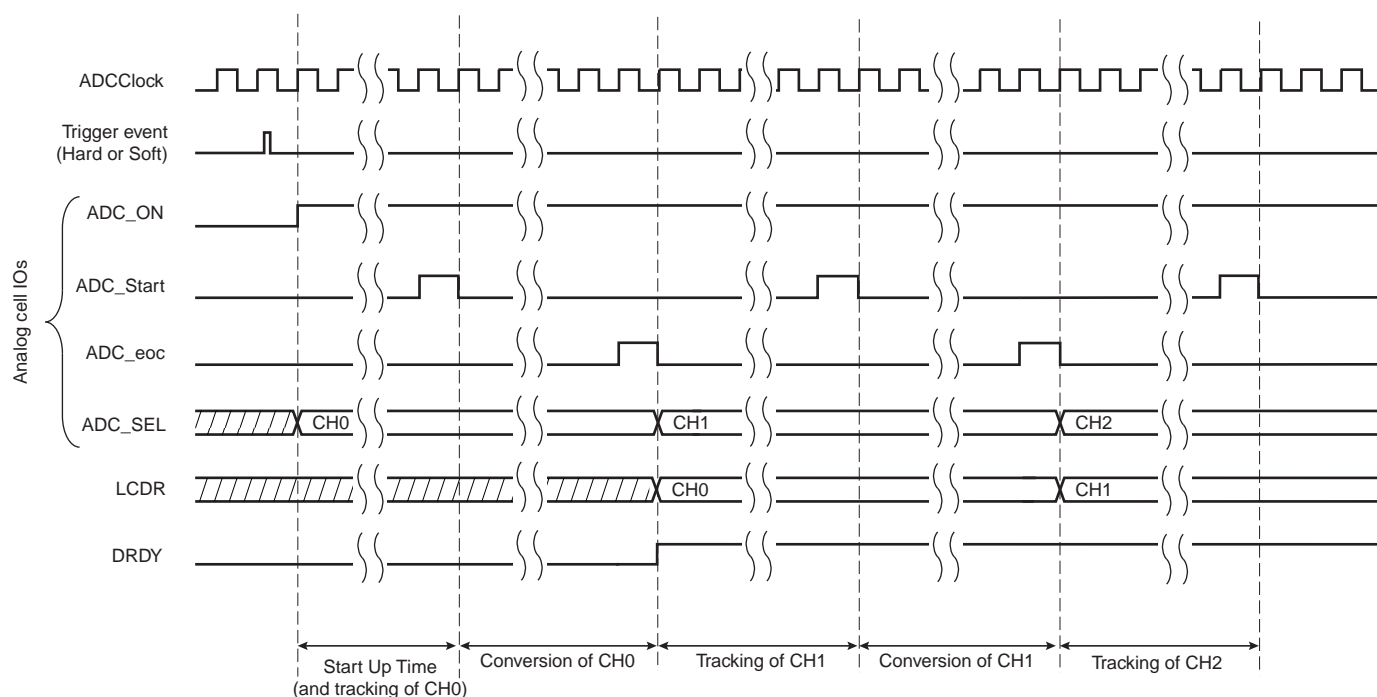 ADCClock
Trigger event
(Hard or Soft)
Analog cell IOs
ADC_ON
ADC_Start
ADC_eoc
ADC_SEL
CH0
CH1
CH2
LCDR
CH0
CH1
DRDY
Start Up Time
(and tracking of CH0)
Conversion of CH0
Tracking of CH1
Conversion of CH1
Tracking of CH2